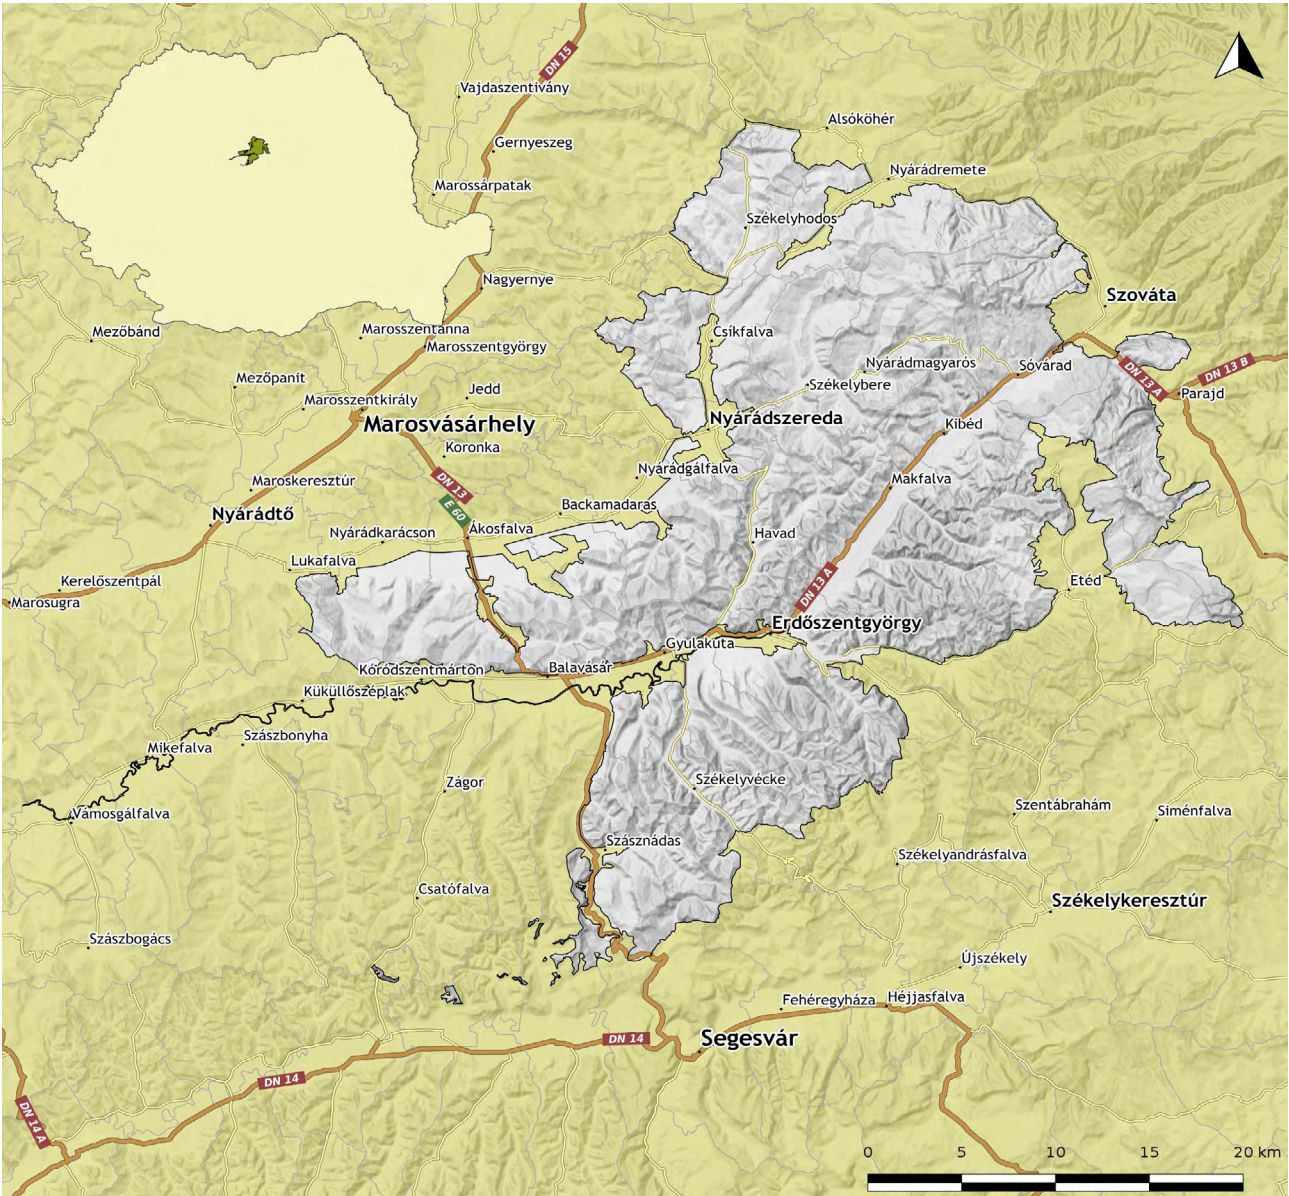 DN 15
Vajdaszentivány
Alsóköhér
Gernyeszeg
Nyárádremete
Marossárpatak
Székelyhodos
Nagyernye
Szováta
Mezőbánd
Marosszentanna
Csíkfalva
Marosszentgyörgy
Nyárádmagyarós
Sóvárad
DN 13 B
DN 13 A
Mezőpanit
Jedd
Székelybere
Parajd
Marosszentkirály
Marosvásárhely
Nyárádszereda
Kibéd
Koronka
Nyárádgálfalva
Maroskeresztúr
DN 13
Makfalva
Nyárádtő
E 60
Backamadaras
Nyárádkarácson
Ákosfalva
Havad
Lukafalva
Kerelőszentpál
DN 13 A
Etéd
Marosugra
Erdőszentgyörgy
Gyulakuta
Kóródszentmárton
Balavásár
Küküllőszéplak
Szászbonyha
Mikefalva
Zágor
Székelyvécke
Vámosgálfalva
Szentábrahám
Siménfalva
Szásznádas
Székelyandrásfalva
Csatófalva
Székelykeresztúr
Szászbogács
Újszékely
Fehéregyháza
Héjjasfalva
Segesvár
DN 14
DN 14
DN 14 A
0 5 10 15 20 km